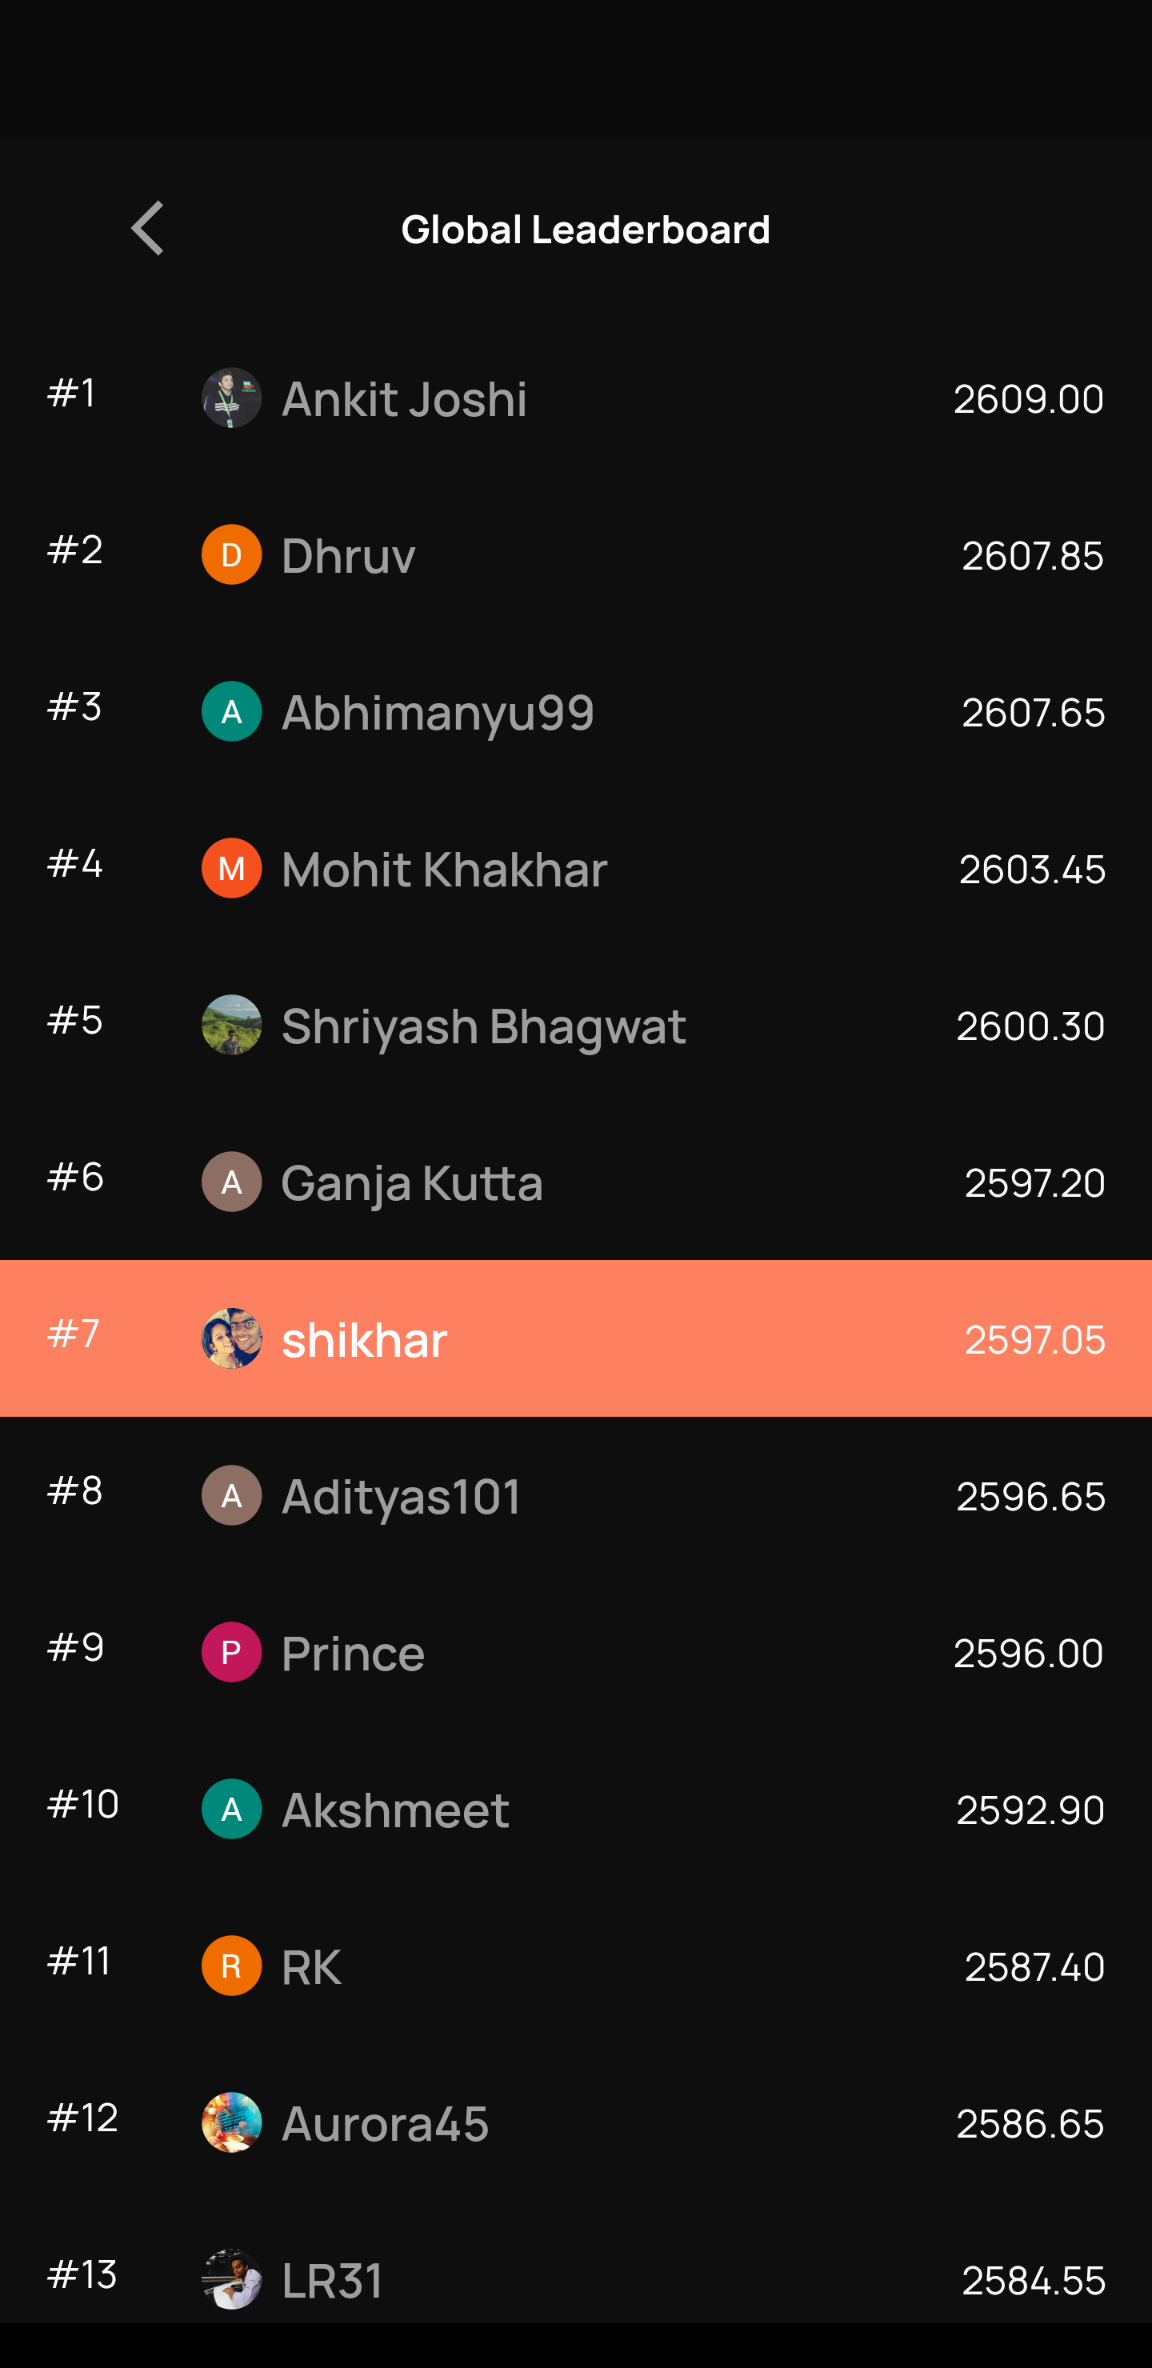 Global Leaderboard
#1 Ankit Joshi 2609.00
#2 D Dhruv 2607.85
#3 A Abhimanyu99 2607.65
#4 M Mohit Khakhar 2603.45
#5 Shriyash Bhagwat 2600.30
#6 A Ganja Kutta 2597.20
#7 shikhar 2597.05
#8 A Adityas101 2596.65
#9 P Prince 2596.00
#10 A Akshmeet 2592.90
#11 R RK 2587.40
#12 Aurora45 2586.65
#13 LR31 2584.55